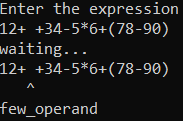 Enter the expression
12+ +34-5*6+(78-90)
waiting...
12+ +34-5*6+(78-90)
    ^
few_operand